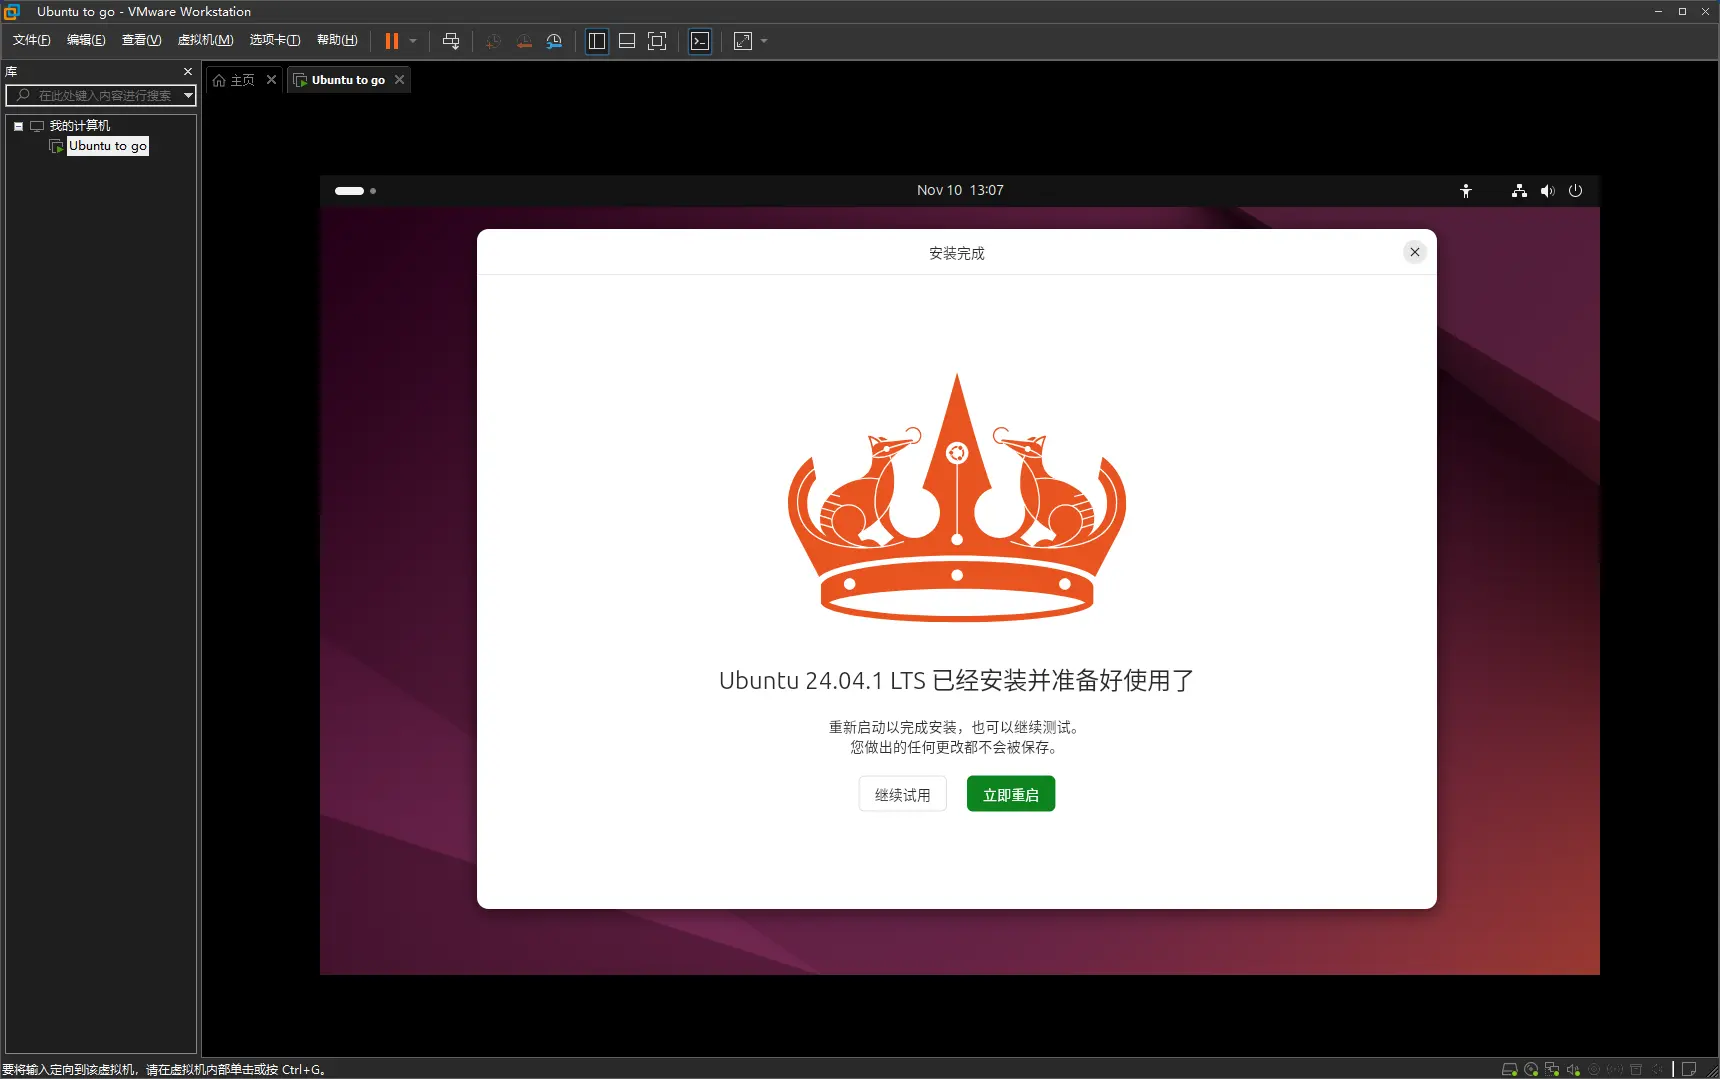 Ubuntu to go - VMware Workstation
文件(F) 编辑(E) 查看(V) 虚拟机(M) 选项卡(T) 帮助(H)
库
主页
Ubuntu to go
在此处键入内容进行搜索
我的计算机
Ubuntu to go
Nov 10 13:07
安装完成
Ubuntu 24.04.1 LTS 已经安装并准备好使用了
重新启动以完成安装，也可以继续测试。
您做出的任何更改都不会被保存。
继续试用
立即重启
要将输入定向到该虚拟机，请在虚拟机内部单击或按 Ctrl+G。